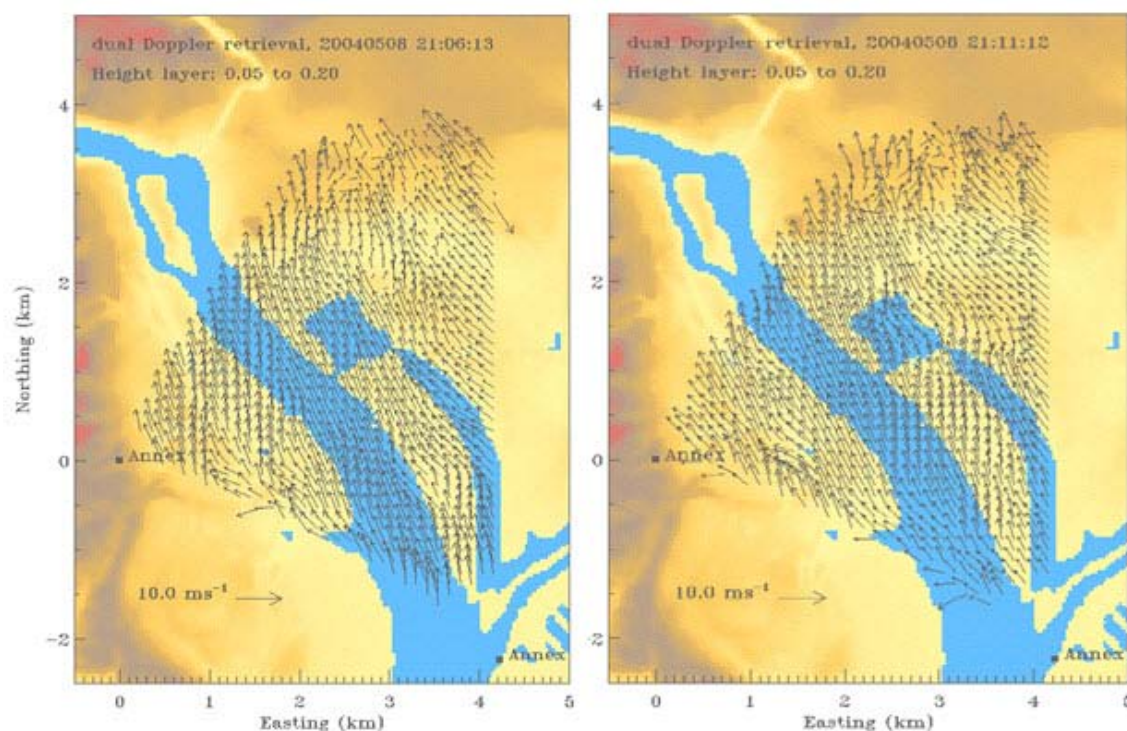 dual Doppler retrieval, 20040508 21:06:13
Height layer: 0.05 to 0.20
4
2
0
-2
Northing (km)
Annex
10.0 ms⁻¹
Annex
0 1 2 3 4 5
Easting (km)
dual Doppler retrieval, 20040508 21:11:12
Height layer: 0.05 to 0.20
4
2
0
-2
Annex
10.0 ms⁻¹
Annex
0 1 2 3 4 5
Easting (km)